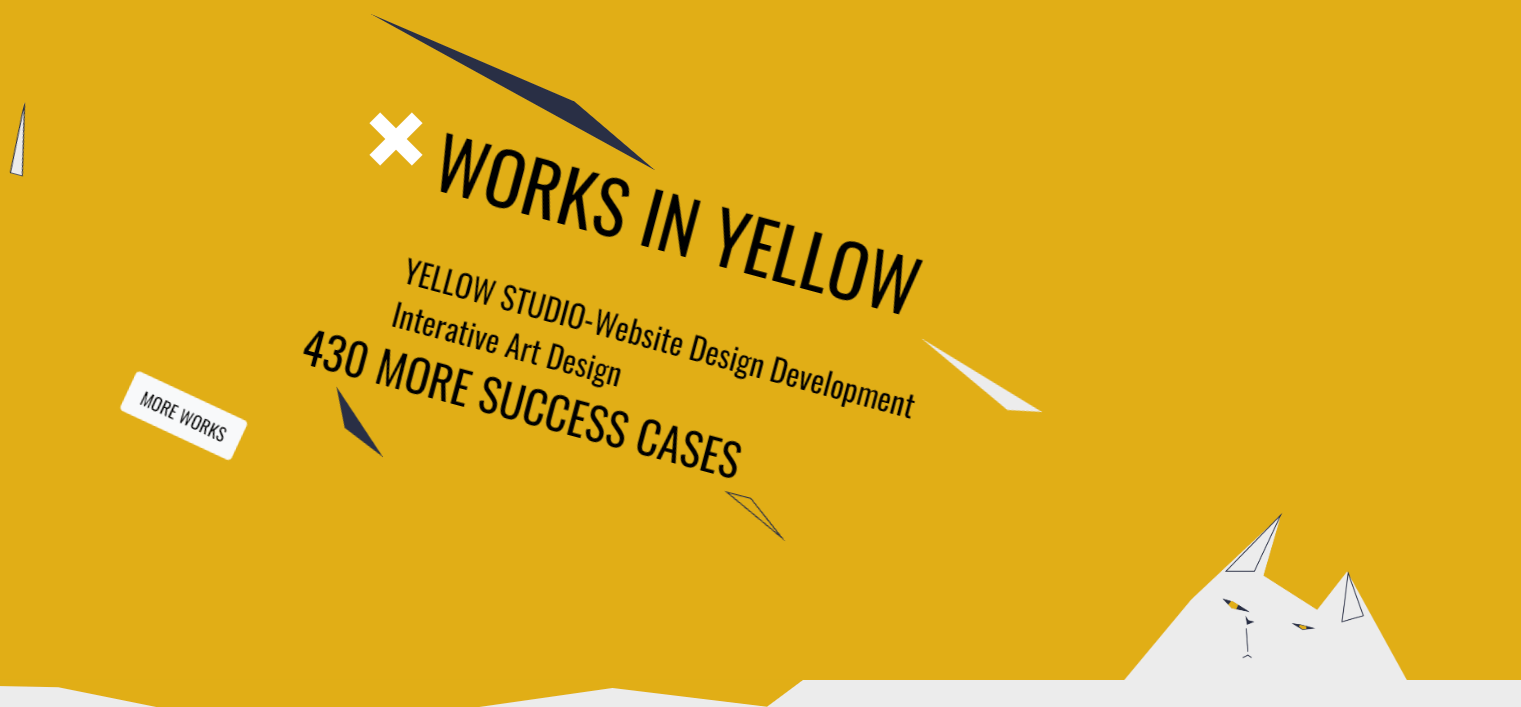 WORKS IN YELLOW
YELLOW STUDIO-Website Design Development
Interative Art Design
430 MORE SUCCESS CASES
MORE WORKS